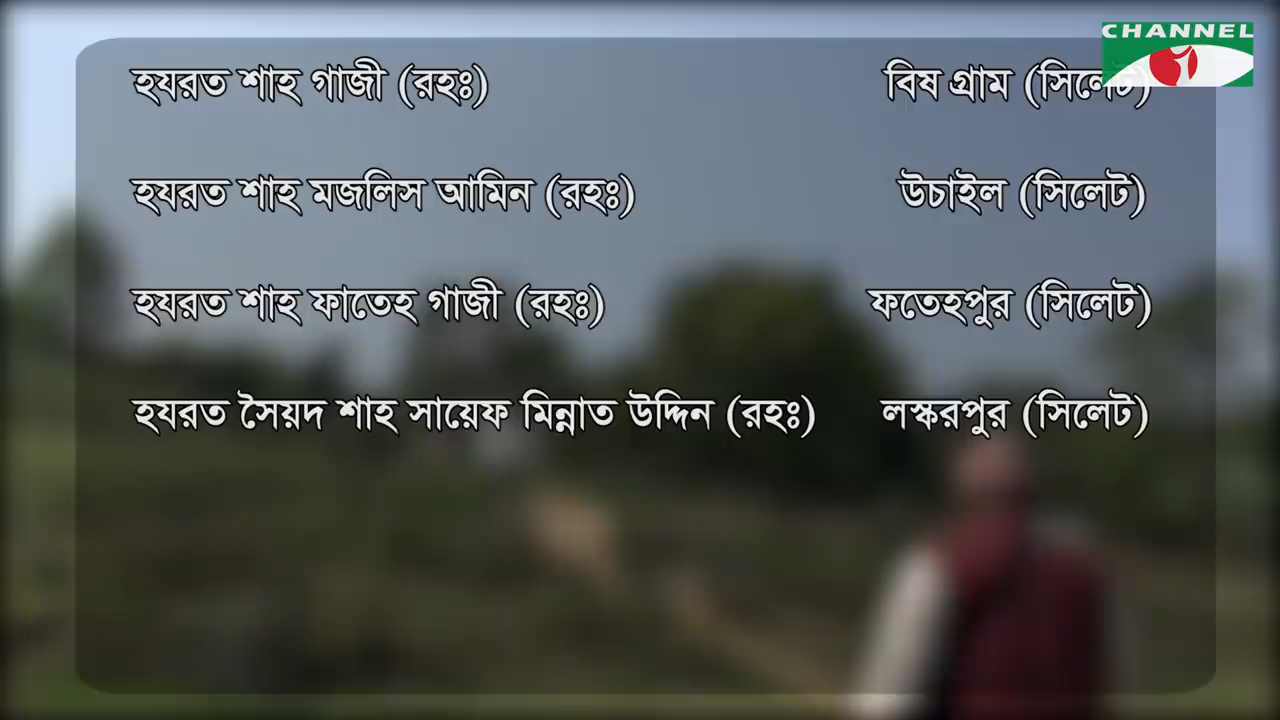 CHANNEL
হযরত শাহ গাজী (রহঃ) বিষ গ্রাম (সিলেট)
হযরত শাহ মজলিস আমিন (রহঃ) উচাইল (সিলেট)
হযরত শাহ ফাতেহ গাজী (রহঃ) ফতেহপুর (সিলেট)
হযরত সৈয়দ শাহ সায়েফ মিন্নাত উদ্দিন (রহঃ) লস্করপুর (সিলেট)